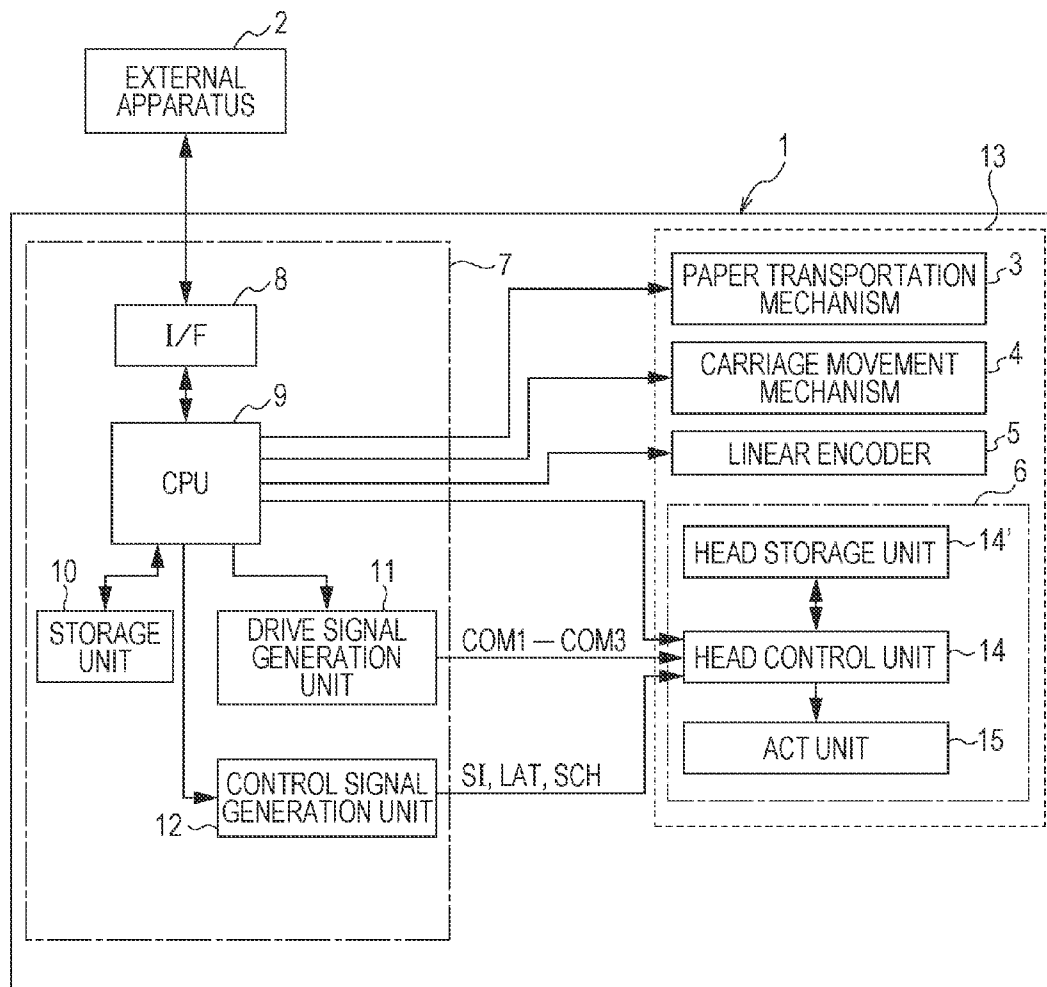 2
EXTERNAL
APPARATUS
1
13
7
8
I/F
9
CPU
10
STORAGE
UNIT
11
DRIVE SIGNAL
GENERATION
UNIT
COM1 — COM3
12
CONTROL SIGNAL
GENERATION UNIT
SI, LAT, SCH
PAPER TRANSPORTATION
MECHANISM
3
CARRIAGE MOVEMENT
MECHANISM
4
LINEAR ENCODER
5
6
HEAD STORAGE UNIT
14'
HEAD CONTROL UNIT
14
ACT UNIT
15